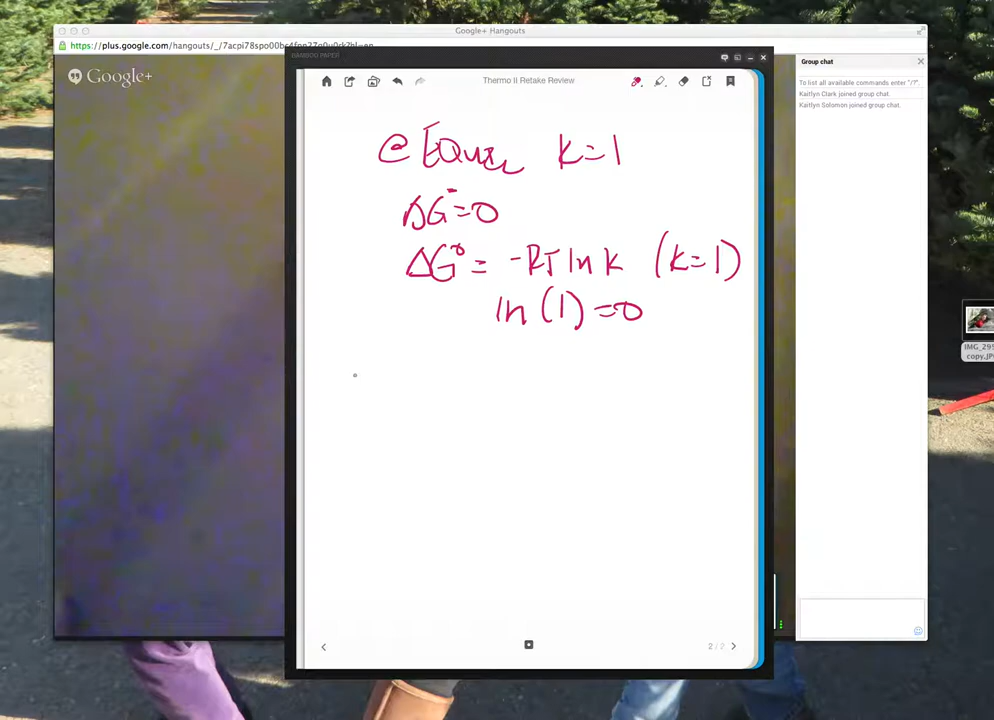 Google+ Hangouts
Google+
Thermo II Retake Review
@ Equil K=1
ΔG°=0
ΔG°= -RT ln K (K=1)
ln (1) =0
2 / 2
Group chat
To list all available commands enter "/?".
Kaitlyn Clark joined group chat.
Kaitlyn Solomon joined group chat.
copy.JP